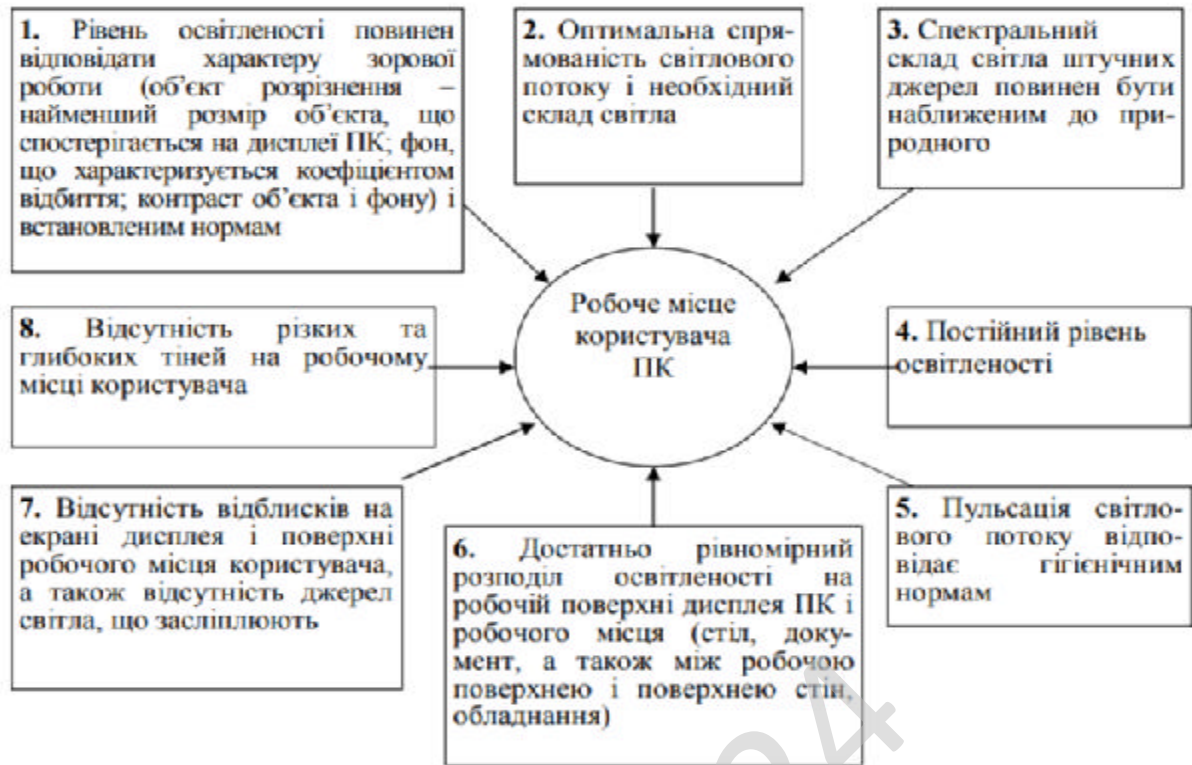 1. Рівень освітленості повинен
відповідати характеру зорової
роботи (об’єкт розрізнення –
найменший розмір об’єкта, що
спостерігається на дисплеї ПК; фон,
що характеризується коефіцієнтом
відбиття; контраст об’єкта і фону) і
встановленим нормам
2. Оптимальна спря-
мованість світлового
потоку і необхідний
склад світла
3. Спектральний
склад світла штучних
джерел повинен бути
наближеним до при-
родного
Робоче місце
користувача
ПК
8. Відсутність різких та
глибоких тіней на робочому
місці користувача
4. Постійний рівень
освітленості
7. Відсутність відблисків на
екрані дисплея і поверхні
робочого місця користувача,
а також відсутність джерел
світла, що засліплюють
6. Достатньо рівномірний
розподіл освітленості на
робочій поверхні дисплея ПК і
робочого місця (стіл, доку-
мент, а також між робочою
поверхнею і поверхнею стін,
обладнання)
5. Пульсація світло-
вого потоку відпо-
відає гігієнічним
нормам
24